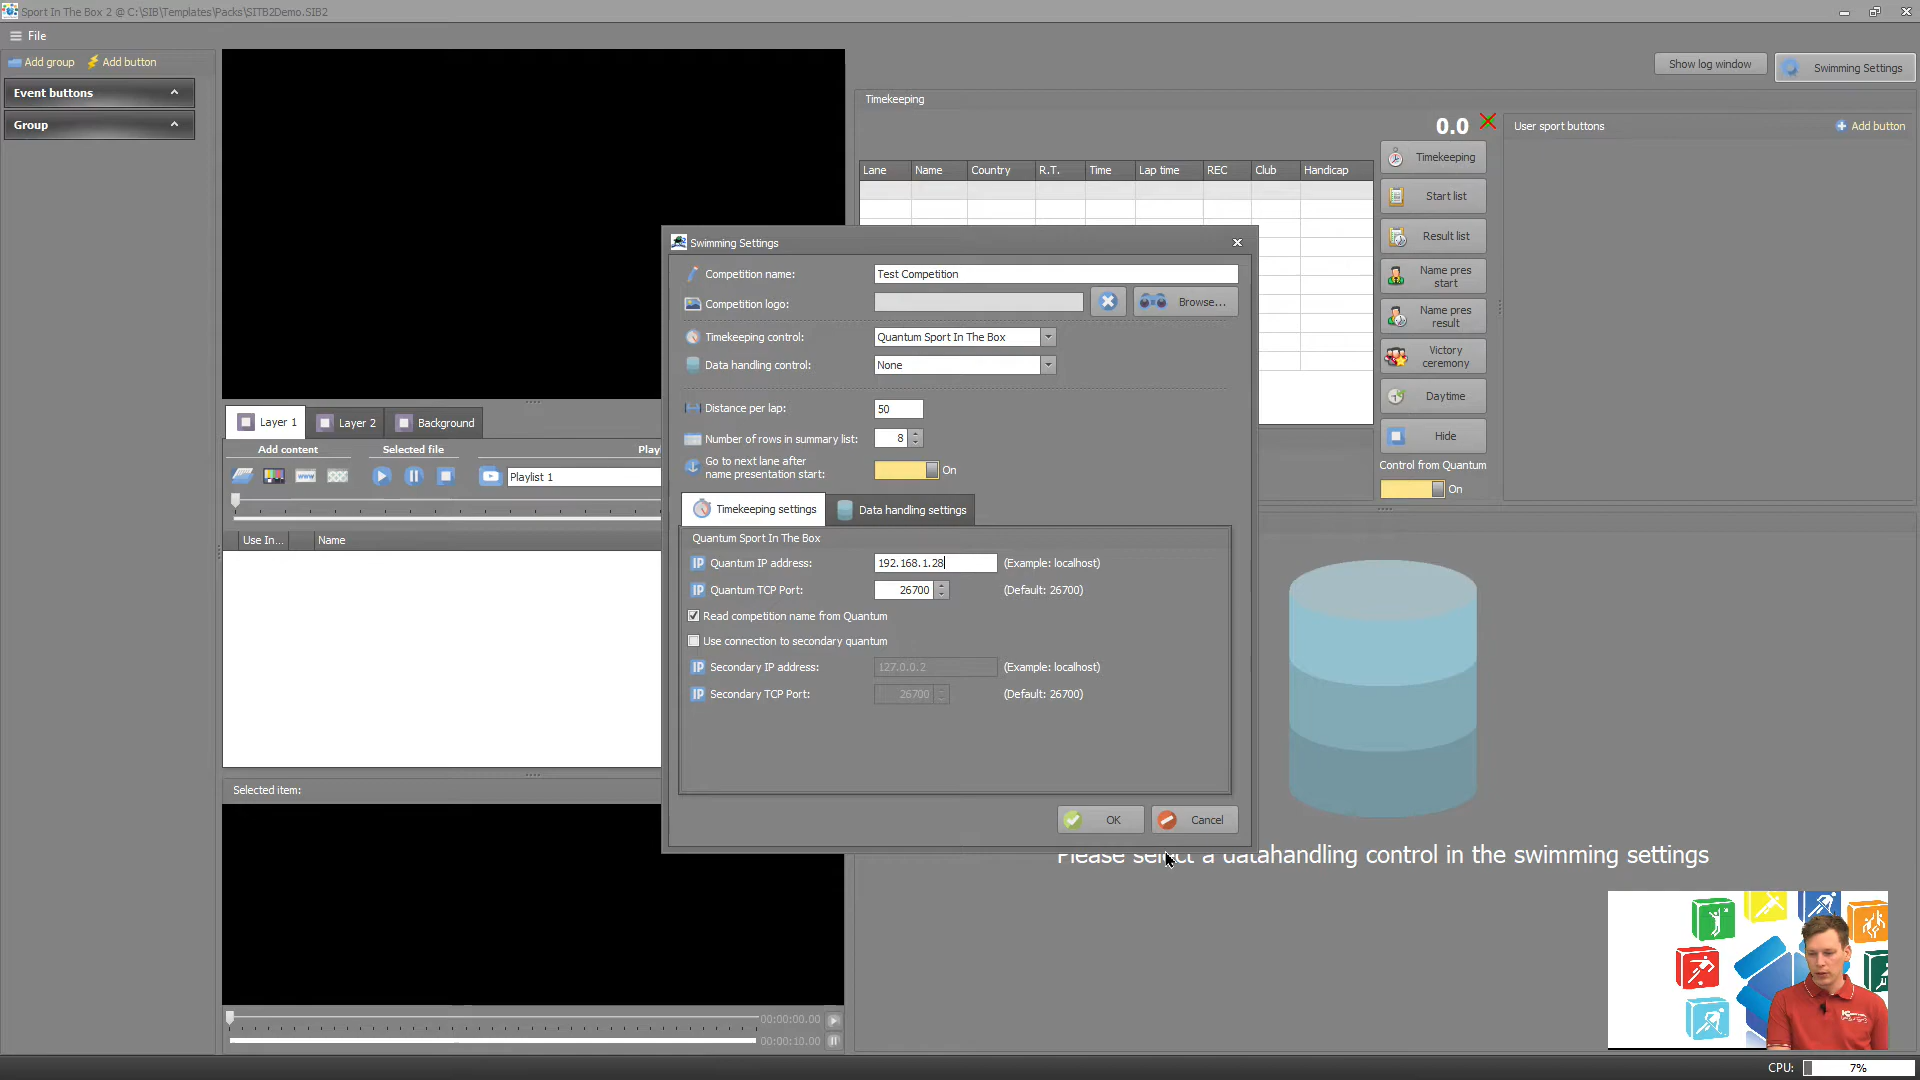 Sport In The Box 2 @ C:\SIB\Templates\Packs\SITB2Demo.SIB2
File
Add group
Add button
Event buttons
Group
Show log window
Swimming Settings
Timekeeping
0.0
User sport buttons
Add button
Lane
Name
Country
R.T.
Time
Lap time
REC
Club
Handicap
Timekeeping
Start list
Result list
Name pres
start
Name pres
result
Victory
ceremony
Daytime
Hide
Control from Quantum
On
Swimming Settings
Competition name:
Test Competition
Competition logo:
Browse...
Timekeeping control:
Quantum Sport In The Box
Data handling control:
None
Distance per lap:
50
Number of rows in summary list:
8
Go to next lane after
name presentation start:
On
Timekeeping settings
Data handling settings
Quantum Sport In The Box
Quantum IP address:
192.168.1.28
(Example: localhost)
Quantum TCP Port:
26700
(Default: 26700)
Read competition name from Quantum
Use connection to secondary quantum
Secondary IP address:
127.0.0.2
(Example: localhost)
Secondary TCP Port:
26700
(Default: 26700)
OK
Cancel
Layer 1
Layer 2
Background
Add content
Selected file
Playl
Playlist 1
Use In...
Name
Selected item:
00:00:00.00
00:00:10.00
Please select a datahandling control in the swimming settings
CPU:
7%